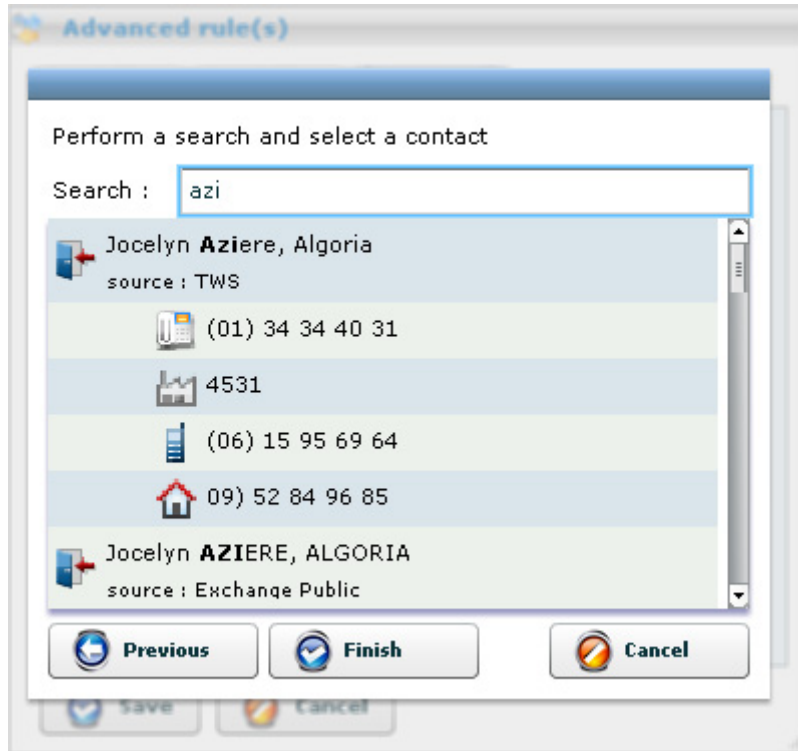 Advanced rule(s)
Perform a search and select a contact
Search : azi
Jocelyn Aziere, Algoria
source : TWS
(01) 34 34 40 31
4531
(06) 15 95 69 64
09) 52 84 96 85
Jocelyn AZIERE, ALGORIA
source : Exchange Public
Previous Finish Cancel
Save Cancel